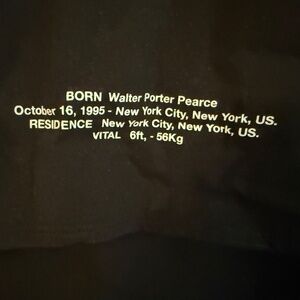 BORN Walter Porter Pearce
October 16, 1995 - New York City, New York, US.
RESIDENCE New York City, New York, US.
VITAL 6ft, - 56Kg